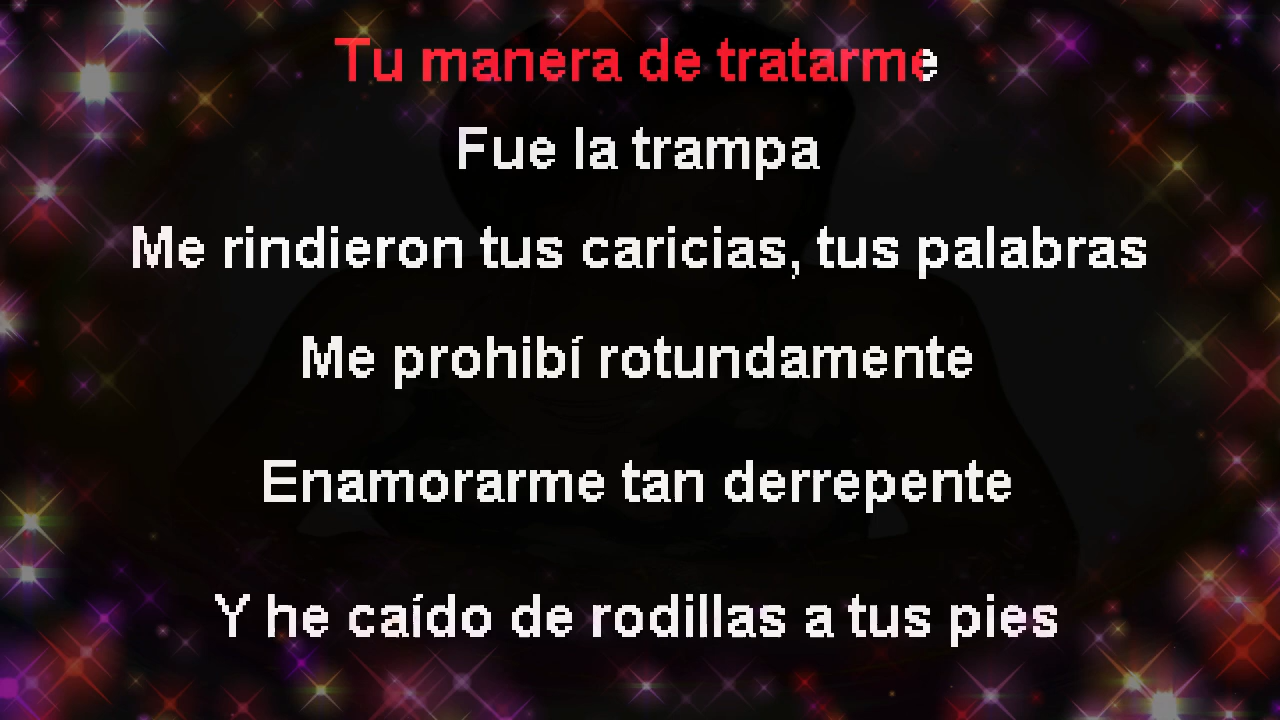 Tu manera de tratarme
Fue la trampa
Me rindieron tus caricias, tus palabras
Me prohibí rotundamente
Enamorarme tan derrepente
Y he caído de rodillas a tus pies